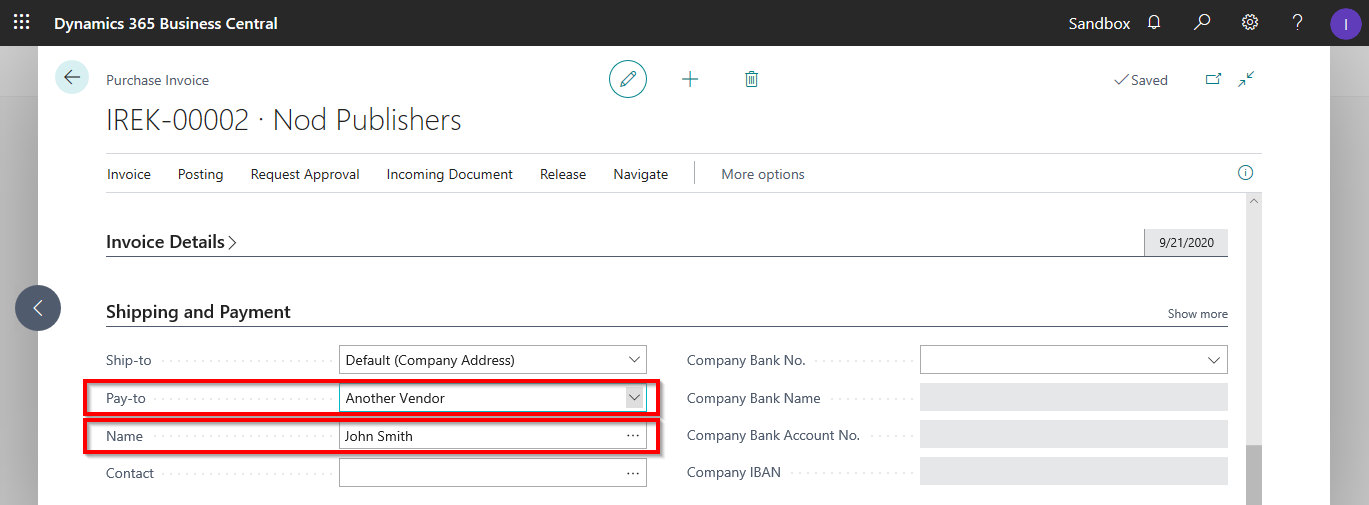 Dynamics 365 Business Central
Sandbox
I
Purchase Invoice
Saved
IREK-00002 · Nod Publishers
Invoice Posting Request Approval Incoming Document Release Navigate More options
Invoice Details
9/21/2020
Shipping and Payment
Show more
Ship-to Default (Company Address)
Pay-to Another Vendor
Name John Smith
Contact
Company Bank No.
Company Bank Name
Company Bank Account No.
Company IBAN